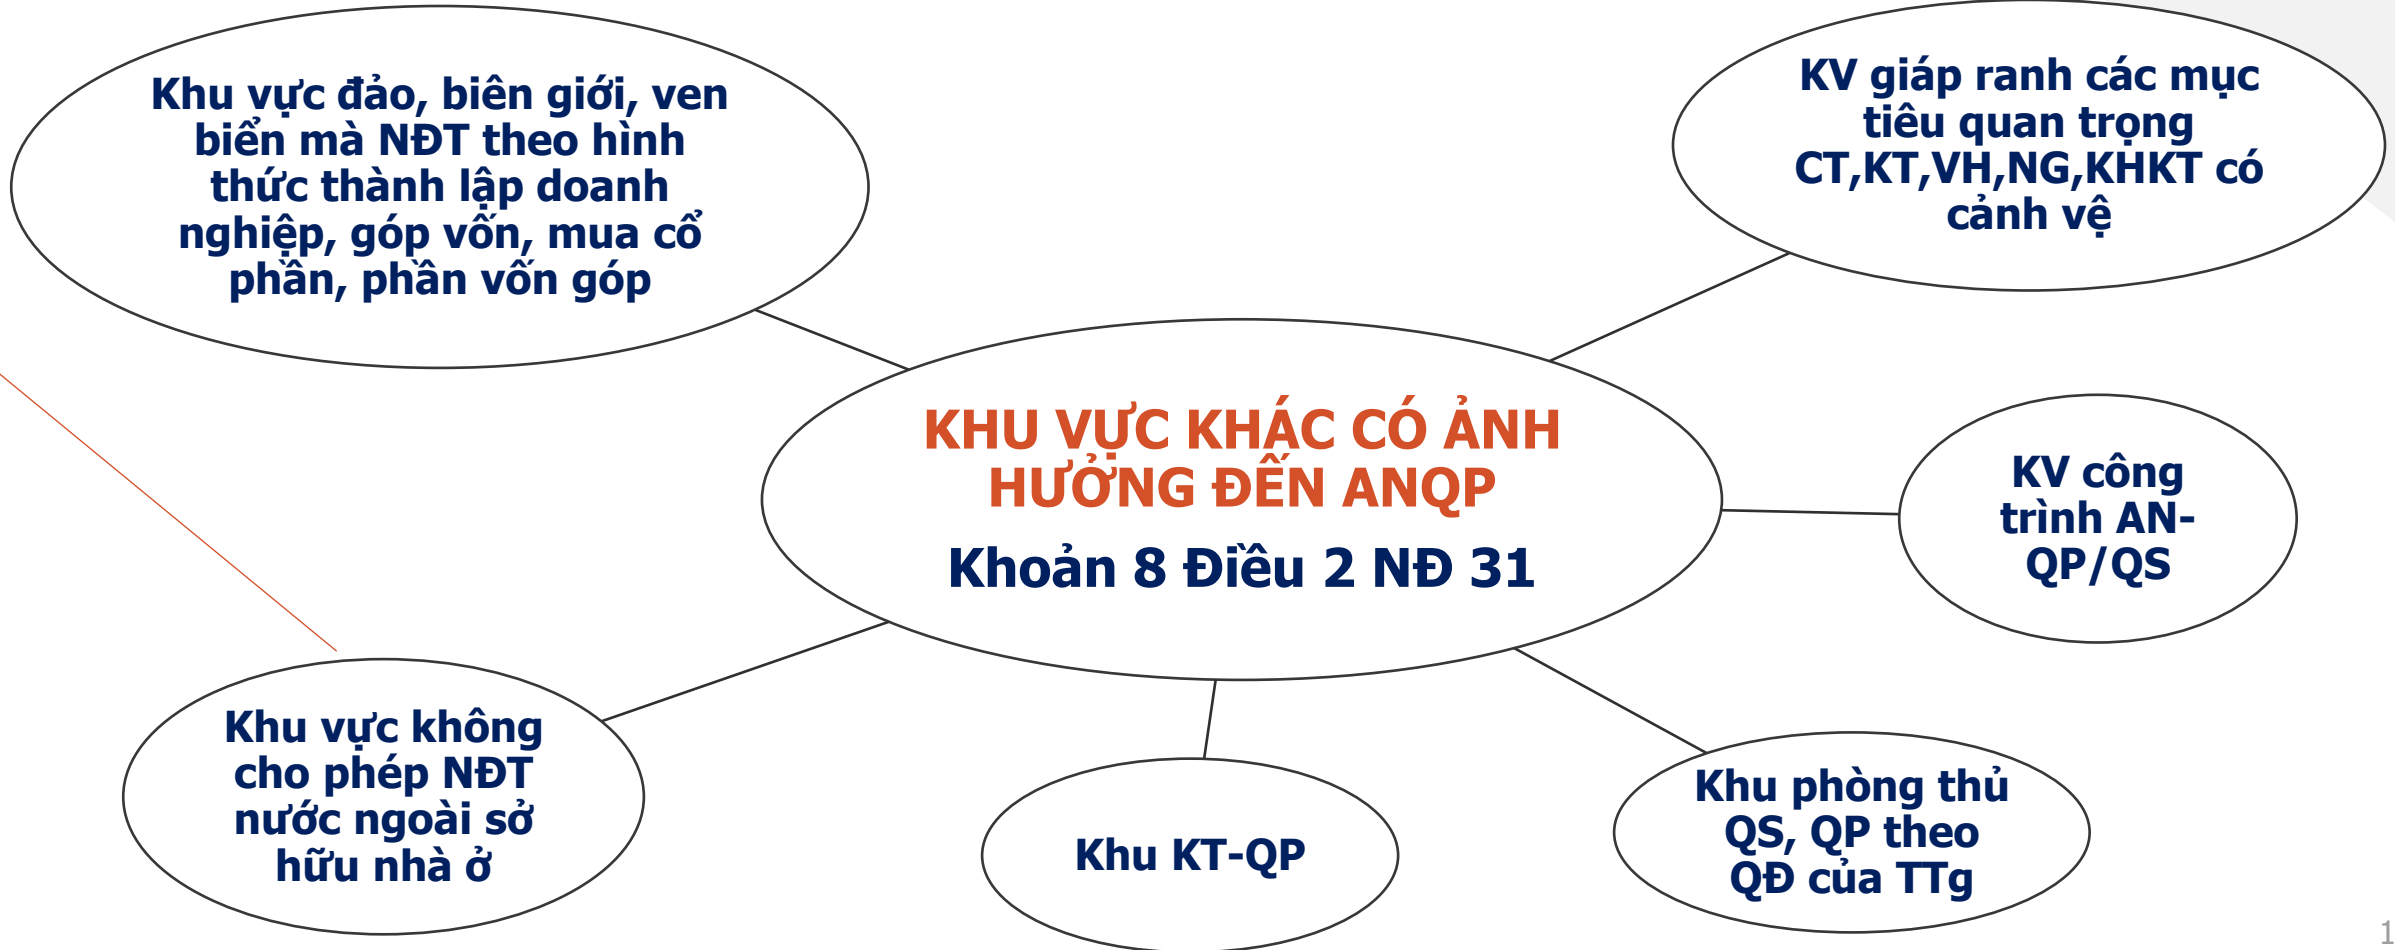 Khu vực đảo, biên giới, ven
biển mà NĐT theo hình
thức thành lập doanh
nghiệp, góp vốn, mua cổ
phần, phần vốn góp
KV giáp ranh các mục
tiêu quan trọng
CT,KT,VH,NG,KHKT có
cảnh vệ
KHU VỰC KHÁC CÓ ẢNH
HƯỞNG ĐẾN ANQP
Khoản 8 Điều 2 NĐ 31
KV công
trình AN-
QP/QS
Khu vực không
cho phép NĐT
nước ngoài sở
hữu nhà ở
Khu KT-QP
Khu phòng thủ
QS, QP theo
QĐ của TTg
1